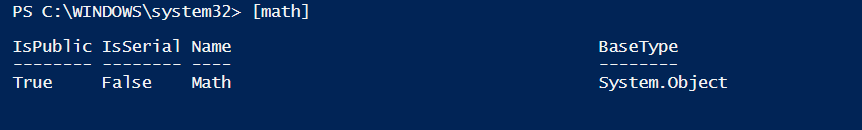 PS C:\WINDOWS\system32> [math]
IsPublic IsSerial Name                                     BaseType
-------- -------- ----                                     --------
True     False    Math                                     System.Object